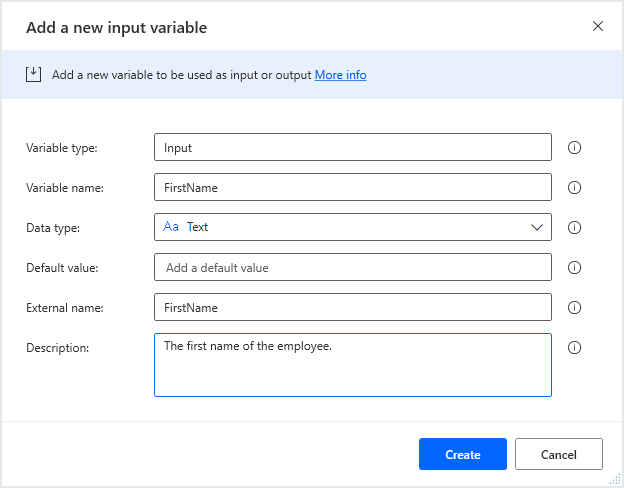 Add a new input variable
Add a new variable to be used as input or output More info
Variable type: Input
Variable name: FirstName
Data type: Aa Text
Default value: Add a default value
External name: FirstName
Description: The first name of the employee.
Create Cancel